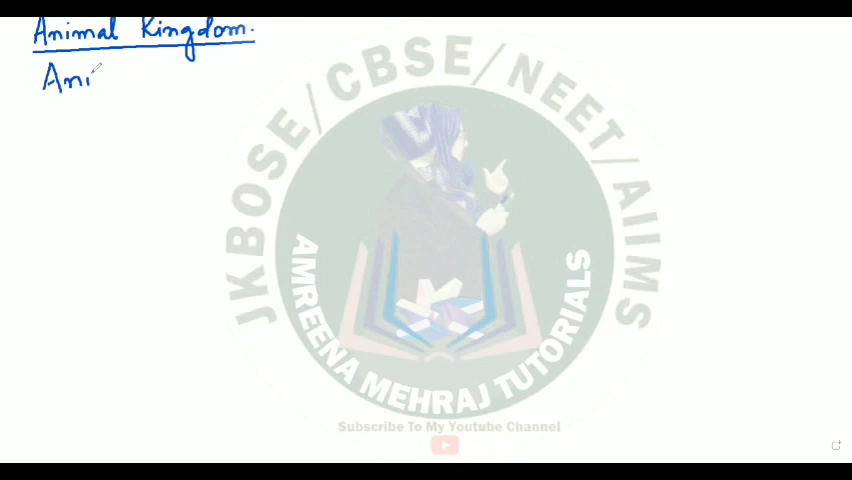 Animal Kingdom.
Ani
JKBOSE/CBSE/NEET/AIIMS
AMREENA MEHRAJ TUTORIALS
Subscribe To My Youtube Channel